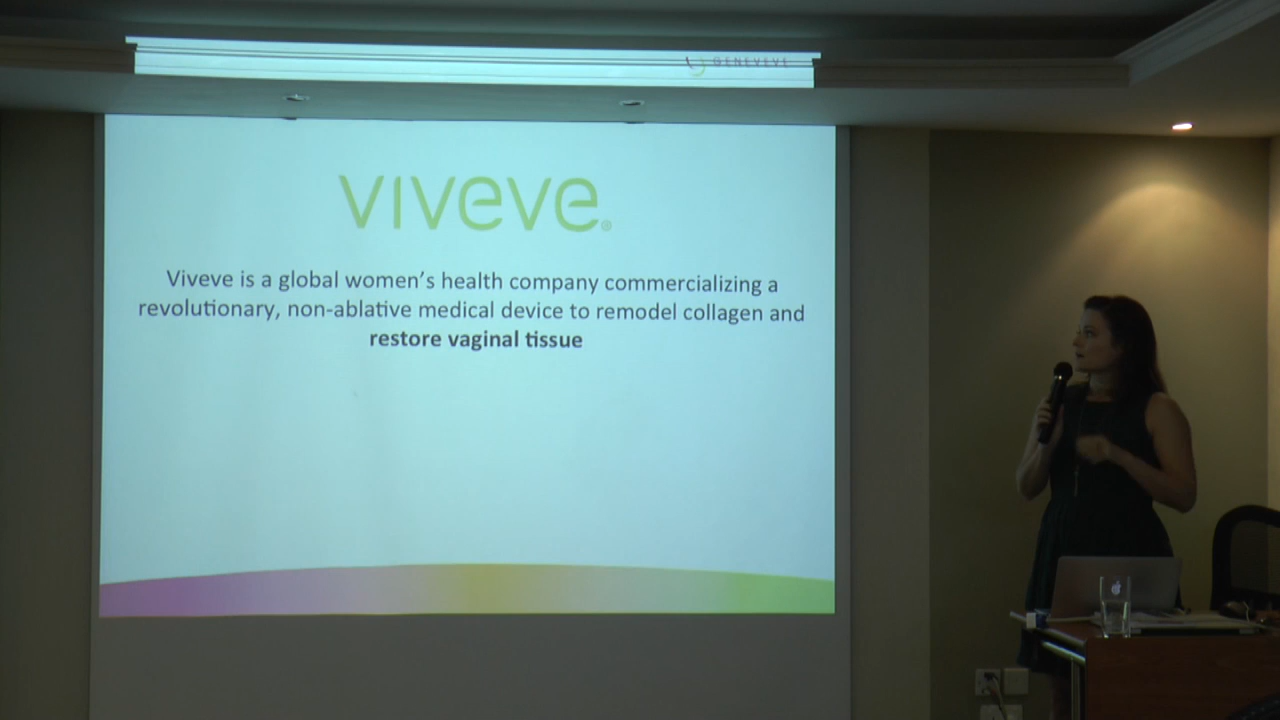 GENEVEVE
VIVEVE®
Viveve is a global women's health company commercializing a
revolutionary, non-ablative medical device to remodel collagen and
restore vaginal tissue